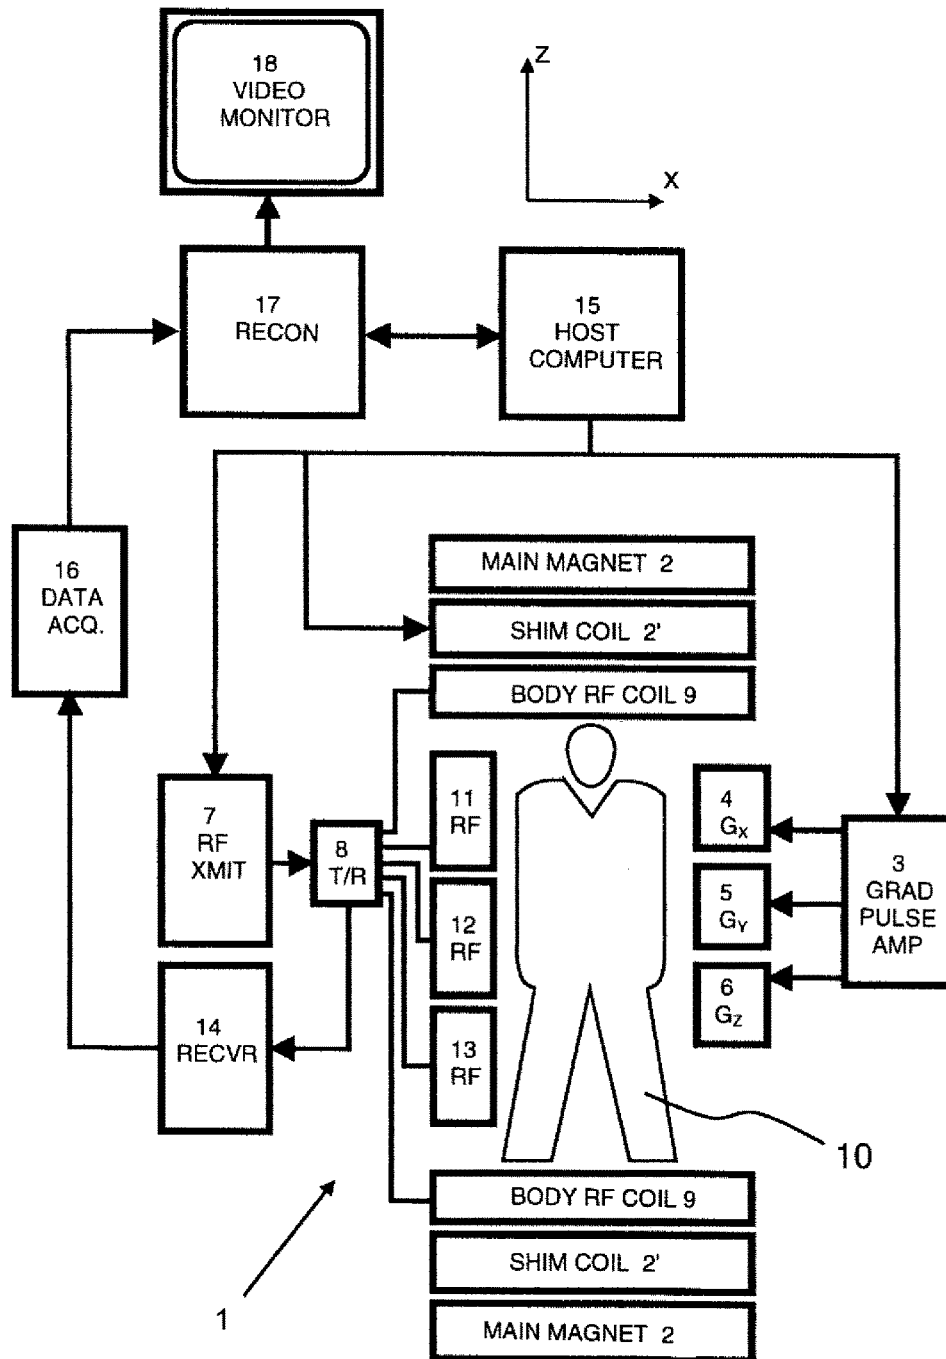 18
VIDEO
MONITOR
Z
X
17
RECON
15
HOST
COMPUTER
16
DATA
ACQ.
MAIN MAGNET 2
SHIM COIL 2'
BODY RF COIL 9
7
RF
XMIT
8
T/R
11
RF
12
RF
13
RF
4
GX
5
GY
6
GZ
3
GRAD
PULSE
AMP
14
RECVR
10
BODY RF COIL 9
SHIM COIL 2'
MAIN MAGNET 2
1